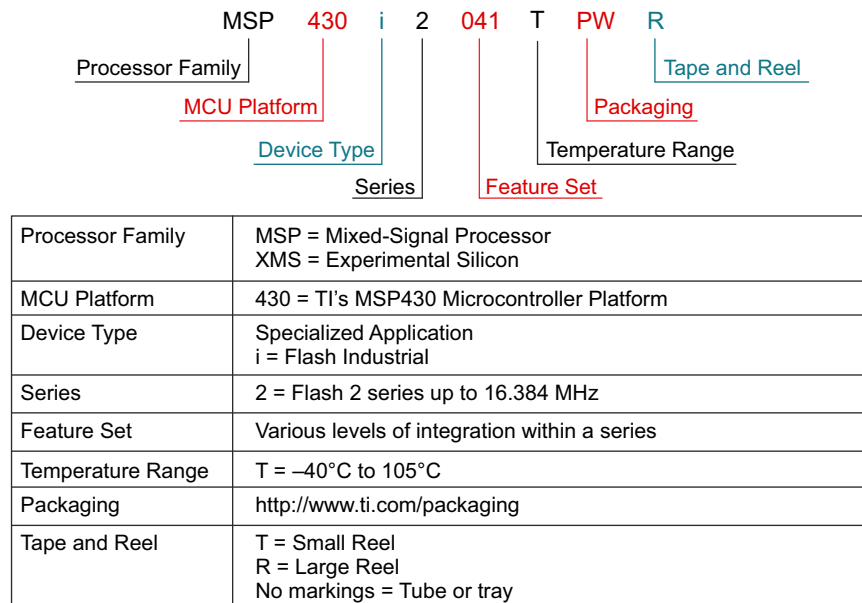 MSP 430 i 2 041 T PW R
Processor Family Tape and Reel
MCU Platform Packaging
Device Type Temperature Range
Series Feature Set
Processor Family MSP = Mixed-Signal Processor
XMS = Experimental Silicon
MCU Platform 430 = TI's MSP430 Microcontroller Platform
Device Type Specialized Application
i = Flash Industrial
Series 2 = Flash 2 series up to 16.384 MHz
Feature Set Various levels of integration within a series
Temperature Range T = –40°C to 105°C
Packaging http://www.ti.com/packaging
Tape and Reel T = Small Reel
R = Large Reel
No markings = Tube or tray